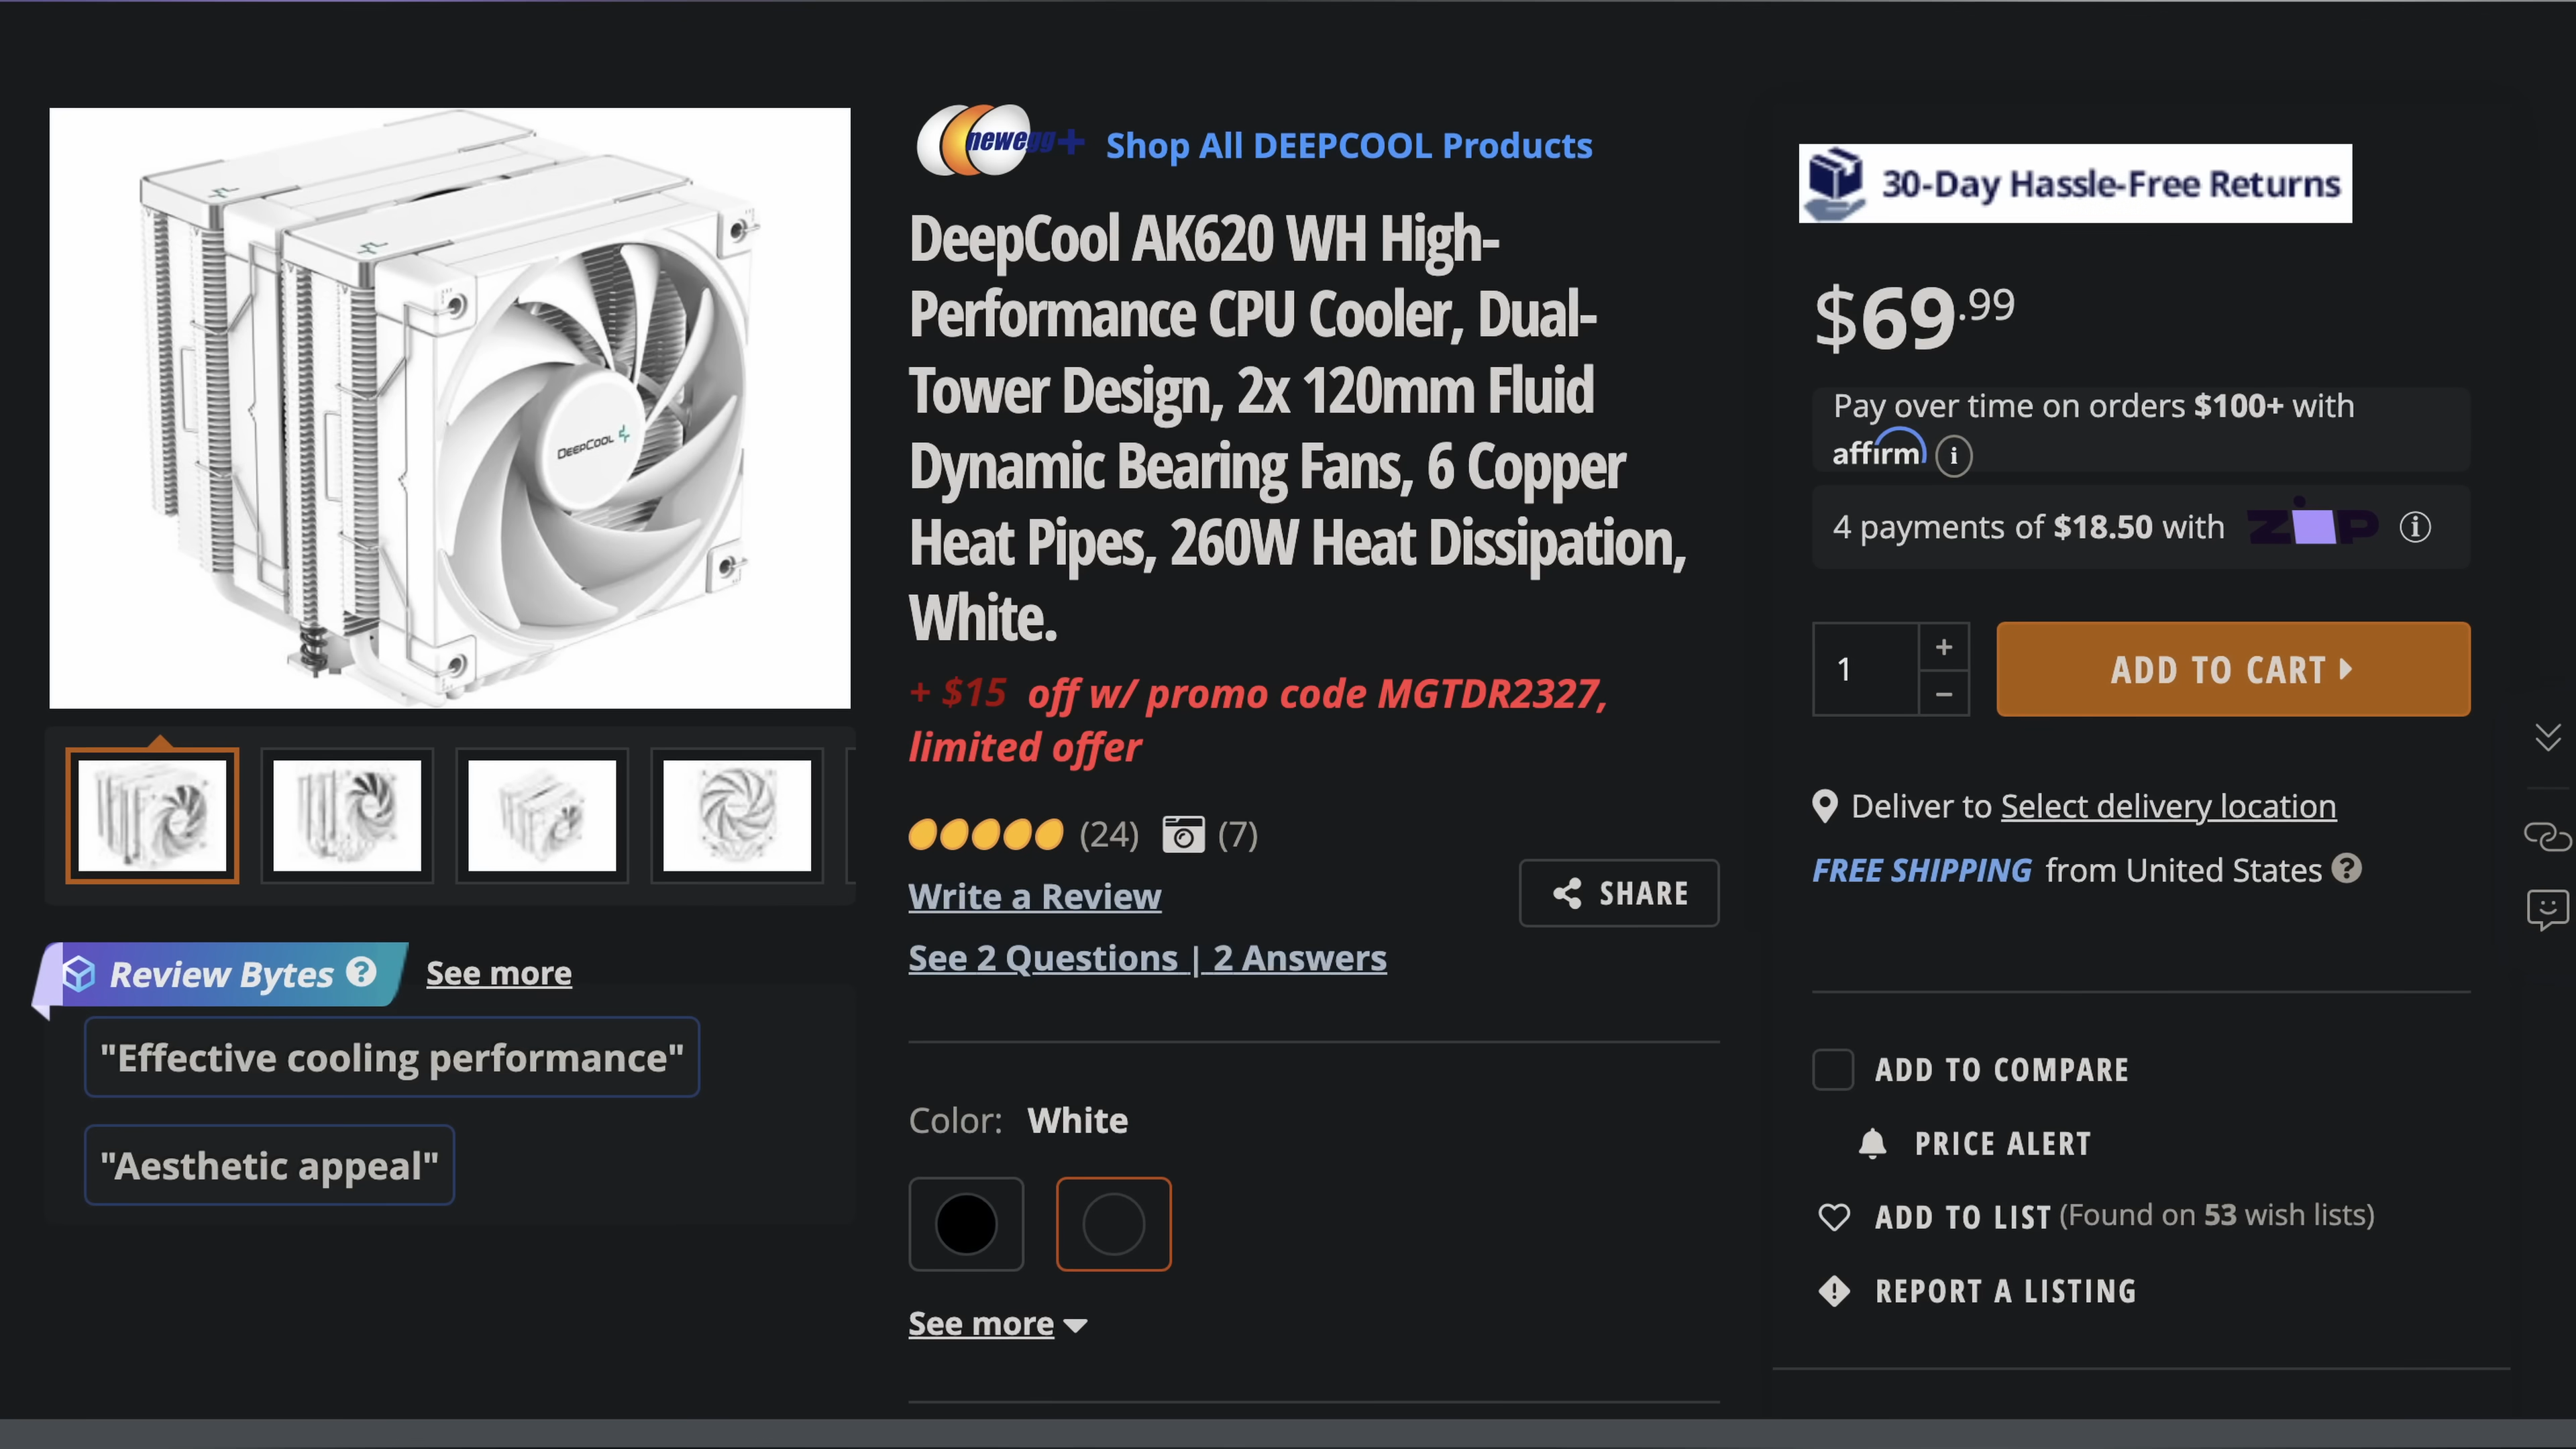 DEEPCOOL
Review Bytes ?
See more
"Effective cooling performance"
"Aesthetic appeal"
newegg+
Shop All DEEPCOOL Products
DeepCool AK620 WH High-
Performance CPU Cooler, Dual-
Tower Design, 2x 120mm Fluid
Dynamic Bearing Fans, 6 Copper
Heat Pipes, 260W Heat Dissipation,
White.
+ $15 off w/ promo code MGTDR2327,
limited offer
(24) (7)
Write a Review
SHARE
See 2 Questions | 2 Answers
Color: White
See more
30-Day Hassle-Free Returns
$69.99
Pay over time on orders $100+ with
affirm i
4 payments of $18.50 with ZIP i
1 + −
ADD TO CART
Deliver to Select delivery location
FREE SHIPPING from United States ?
ADD TO COMPARE
PRICE ALERT
ADD TO LIST (Found on 53 wish lists)
REPORT A LISTING